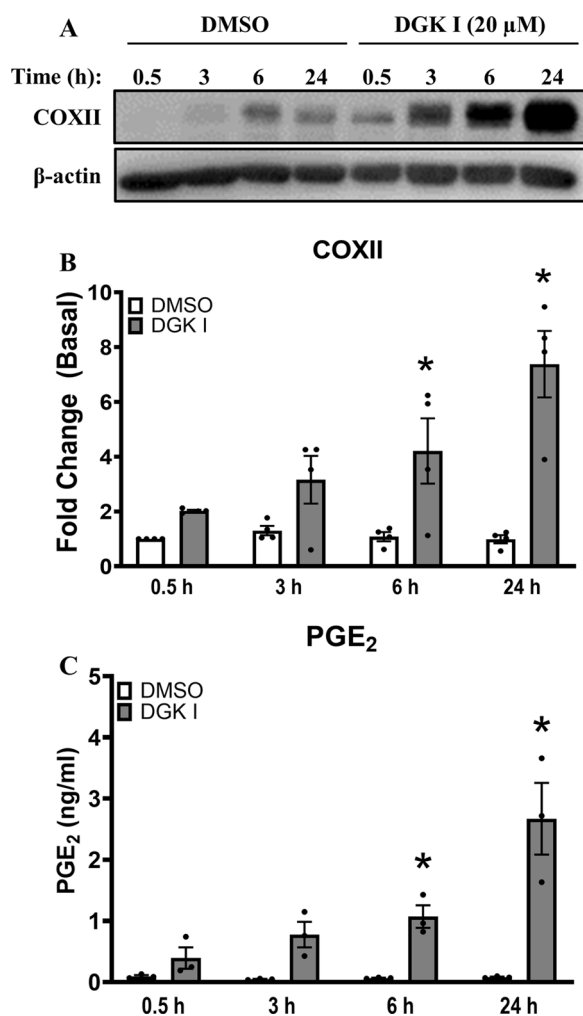 A
DMSO DGK I (20 µM)
Time (h): 0.5 3 6 24 0.5 3 6 24
COXII
β-actin
B
COXII
Fold Change (Basal)
10
8
6
4
2
0
DMSO
DGK I
*
*
0.5 h 3 h 6 h 24 h
C
PGE₂
PGE₂ (ng/ml)
5
4
3
2
1
0
DMSO
DGK I
*
*
0.5 h 3 h 6 h 24 h